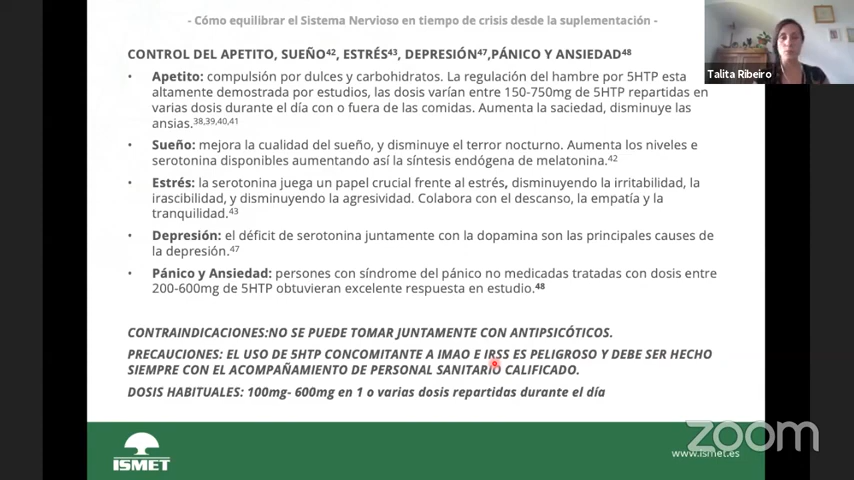 - Cómo equilibrar el Sistema Nervioso en tiempo de crisis desde la suplementación -
Talita Ribeiro
CONTROL DEL APETITO, SUEÑO⁴², ESTRÉS⁴³, DEPRESIÓN⁴⁷,PÁNICO Y ANSIEDAD⁴⁸
• Apetito: compulsión por dulces y carbohidratos. La regulación del hambre por 5HTP esta
altamente demostrada por estudios, las dosis varían entre 150-750mg de 5HTP repartidas en
varias dosis durante el día con o fuera de las comidas. Aumenta la saciedad, disminuye las
ansias.³⁸,³⁹,⁴⁰,⁴¹
• Sueño: mejora la cualidad del sueño, y disminuye el terror nocturno. Aumenta los niveles e
serotonina disponibles aumentando así la síntesis endógena de melatonina.⁴²
• Estrés: la serotonina juega un papel crucial frente al estrés, disminuyendo la irritabilidad, la
irascibilidad, y disminuyendo la agresividad. Colabora con el descanso, la empatía y la
tranquilidad.⁴³
• Depresión: el déficit de serotonina juntamente con la dopamina son las principales causes de
la depresión.⁴⁷
• Pánico y Ansiedad: persones con síndrome del pánico no medicadas tratadas con dosis entre
200-600mg de 5HTP obtuvieran excelente respuesta en estudio.⁴⁸
CONTRAINDICACIONES:NO SE PUEDE TOMAR JUNTAMENTE CON ANTIPSICÓTICOS.
PRECAUCIONES: EL USO DE 5HTP CONCOMITANTE A IMAO E IRSS ES PELIGROSO Y DEBE SER HECHO
SIEMPRE CON EL ACOMPAÑAMIENTO DE PERSONAL SANITARIO CALIFICADO.
DOSIS HABITUALES: 100mg- 600mg en 1 o varias dosis repartidas durante el día
zoom
ISMET
www.ismet.es